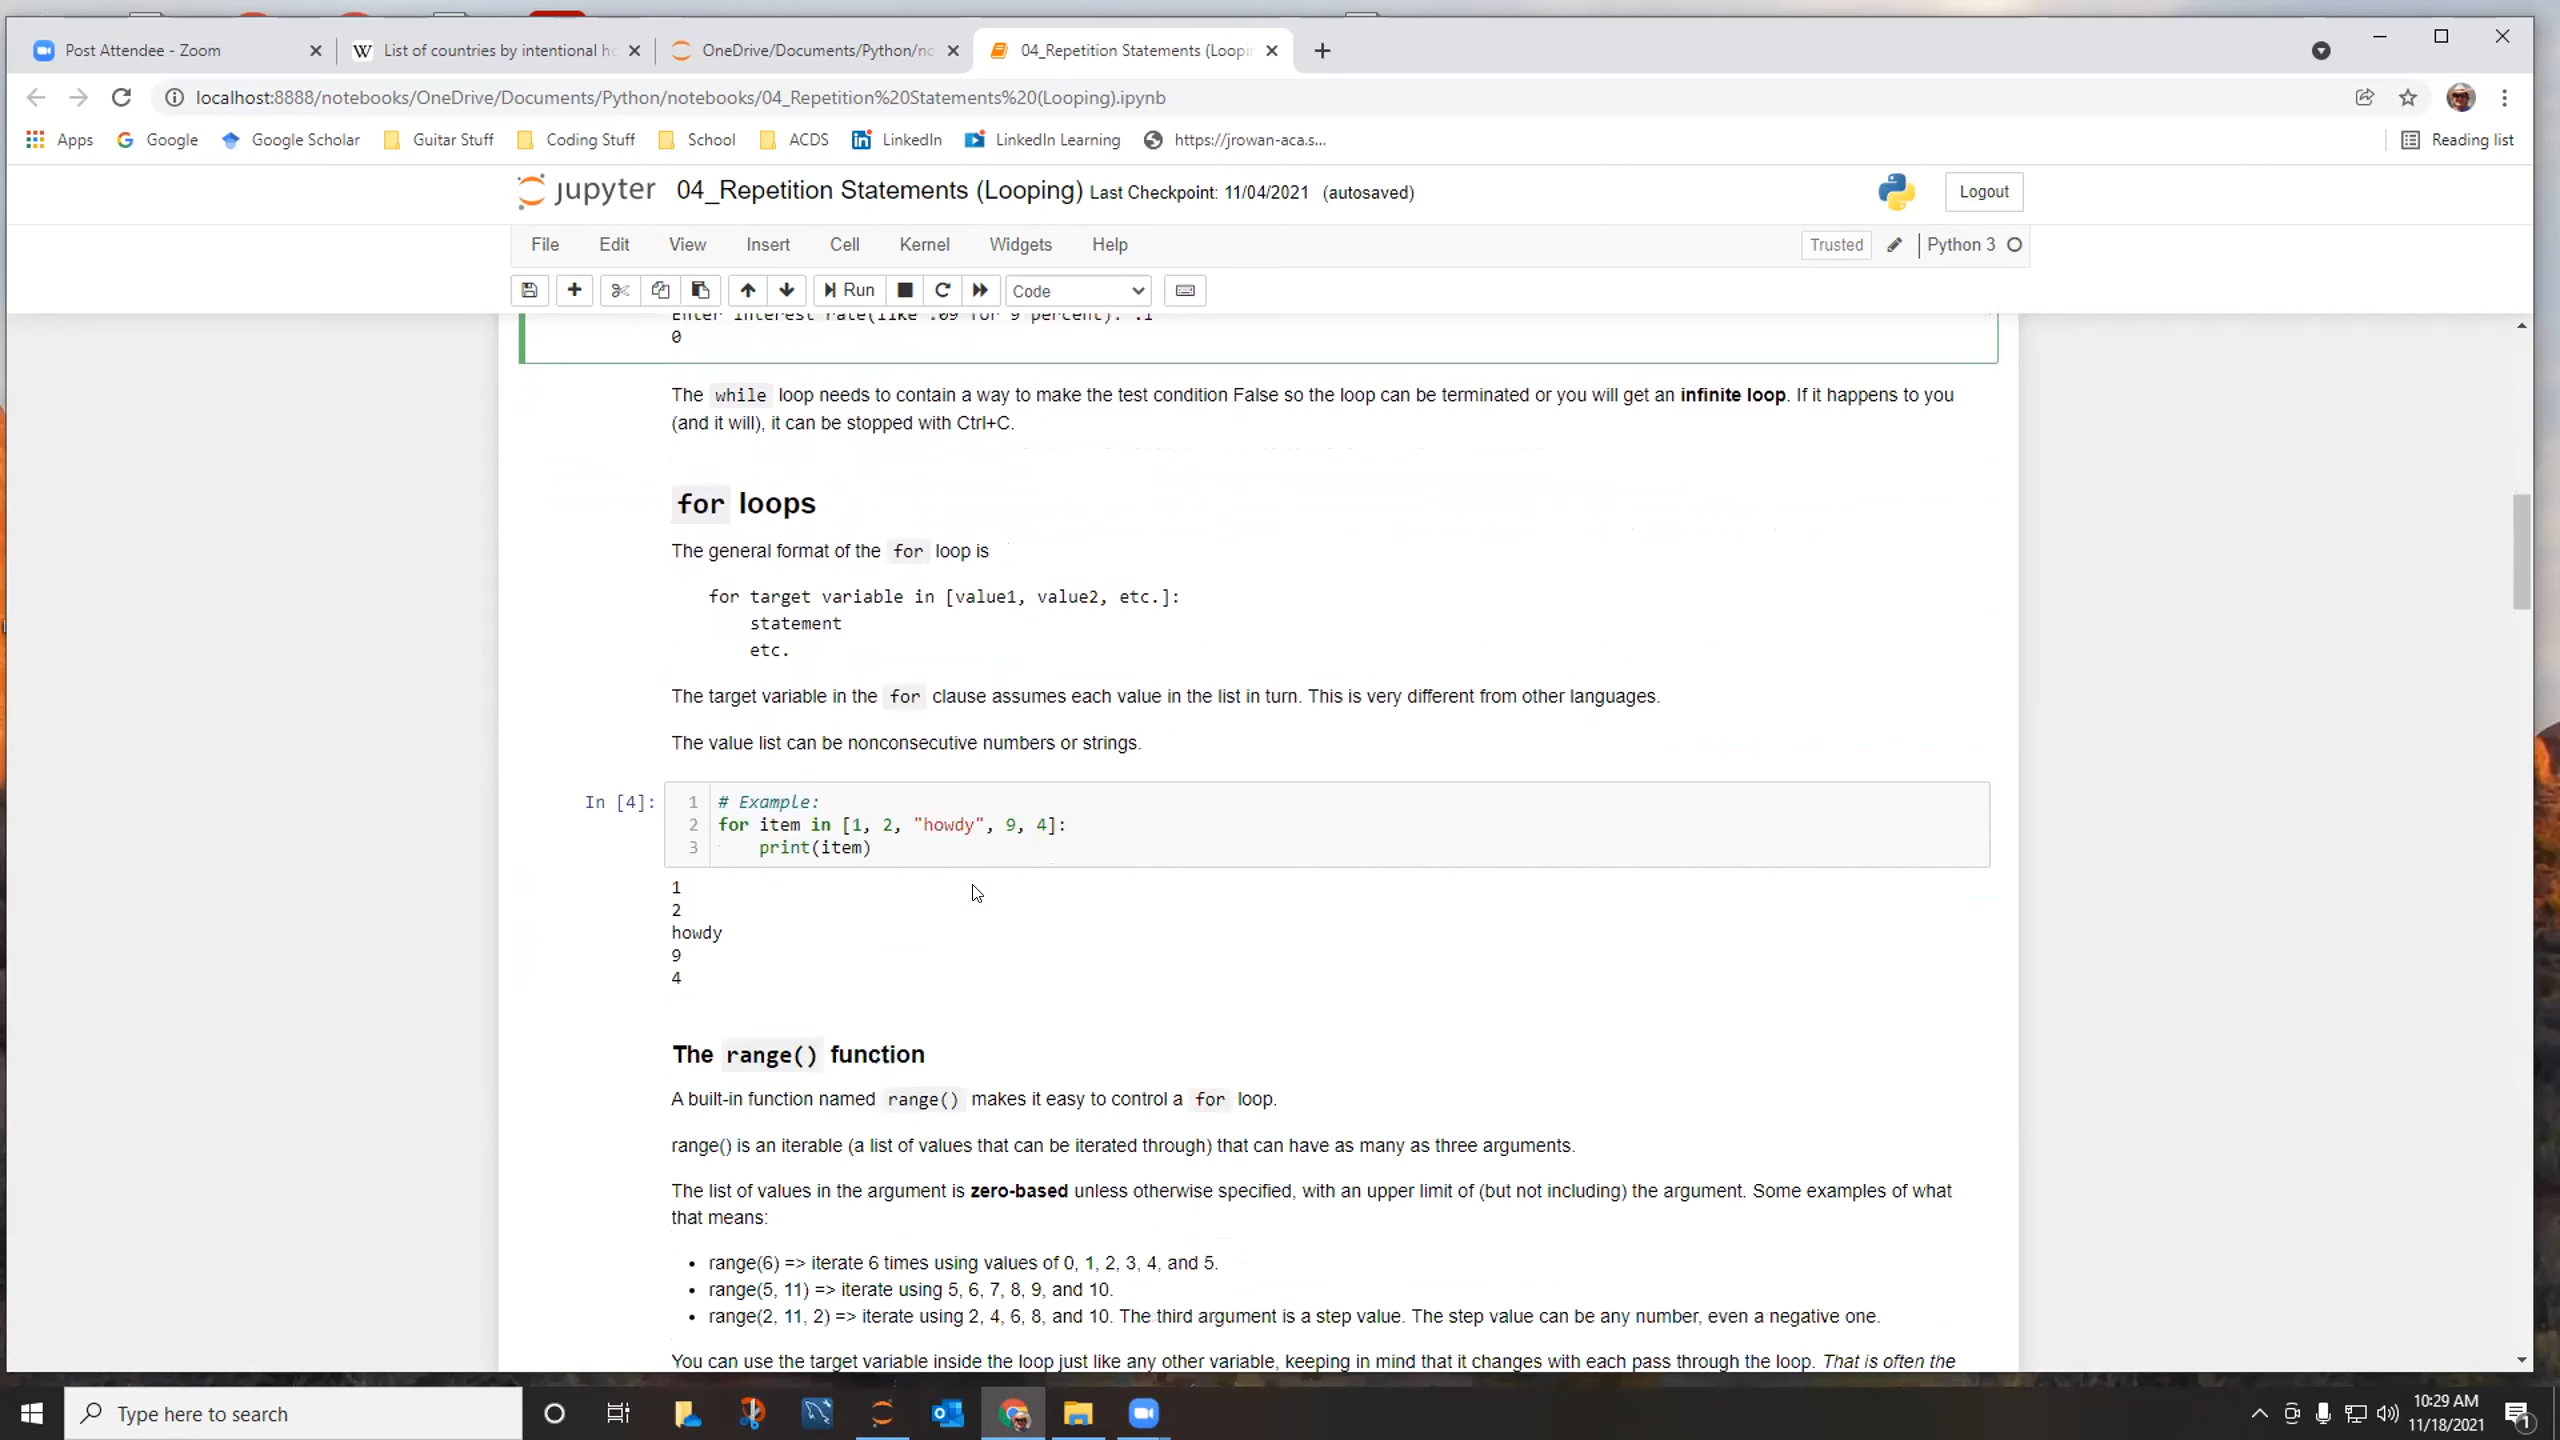 Post Attendee - Zoom
List of countries by intentional ho
OneDrive/Documents/Python/no
04_Repetition Statements (Loopin
localhost:8888/notebooks/OneDrive/Documents/Python/notebooks/04_Repetition%20Statements%20(Looping).ipynb
Apps Google Google Scholar Guitar Stuff Coding Stuff School ACDS LinkedIn LinkedIn Learning https://jrowan-aca.s... Reading list
jupyter 04_Repetition Statements (Looping) Last Checkpoint: 11/04/2021 (autosaved) Logout
File Edit View Insert Cell Kernel Widgets Help Trusted Python 3
Run Code
Enter interest rate(like .09 for 9 percent): .1
0
The while loop needs to contain a way to make the test condition False so the loop can be terminated or you will get an infinite loop. If it happens to you
(and it will), it can be stopped with Ctrl+C.
for loops
The general format of the for loop is
for target variable in [value1, value2, etc.]:
statement
etc.
The target variable in the for clause assumes each value in the list in turn. This is very different from other languages.
The value list can be nonconsecutive numbers or strings.
In [4]: 1 # Example:
2 for item in [1, 2, "howdy", 9, 4]:
3 print(item)
1
2
howdy
9
4
The range() function
A built-in function named range() makes it easy to control a for loop.
range() is an iterable (a list of values that can be iterated through) that can have as many as three arguments.
The list of values in the argument is zero-based unless otherwise specified, with an upper limit of (but not including) the argument. Some examples of what
that means:
• range(6) => iterate 6 times using values of 0, 1, 2, 3, 4, and 5.
• range(5, 11) => iterate using 5, 6, 7, 8, 9, and 10.
• range(2, 11, 2) => iterate using 2, 4, 6, 8, and 10. The third argument is a step value. The step value can be any number, even a negative one.
You can use the target variable inside the loop just like any other variable, keeping in mind that it changes with each pass through the loop. That is often the
Type here to search
10:29 AM
11/18/2021
1